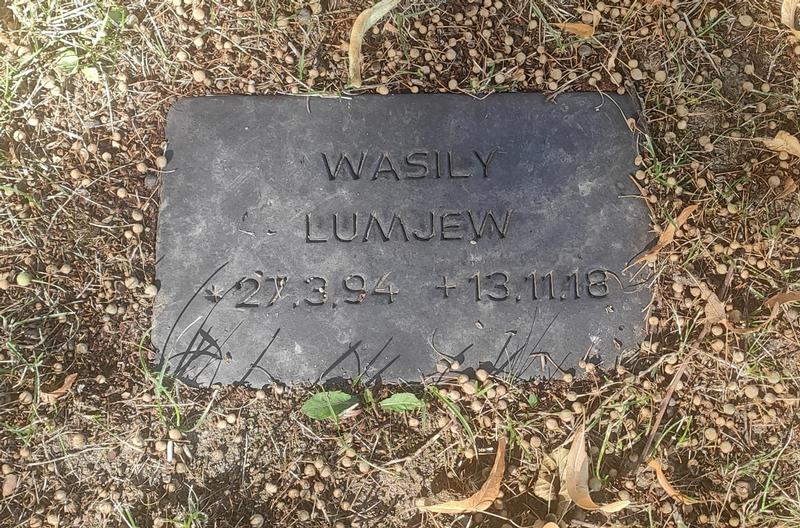 WASILY
LUMJEW
* 27.3.94 + 13.11.18